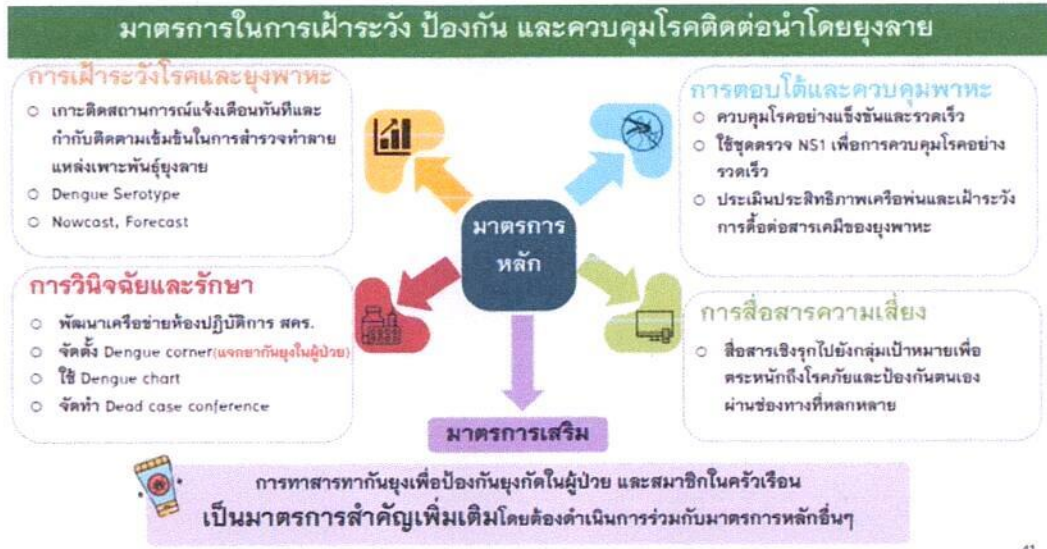 มาตรการในการเฝ้าระวัง ป้องกัน และควบคุมโรคติดต่อนำโดยยุงลาย
การเฝ้าระวังโรคและยุงพาหะ
เกาะติดสถานการณ์แจ้งเตือนทันทีและ
กำกับติดตามเข้มข้นในการสำรวจทำลาย
แหล่งเพาะพันธุ์ยุงลาย
Dengue Serotype
Nowcast, Forecast
การตอบโต้และควบคุมพาหะ
ควบคุมโรคอย่างแข็งขันและรวดเร็ว
ใช้ชุดตรวจ NS1 เพื่อการควบคุมโรคอย่าง
รวดเร็ว
ประเมินประสิทธิภาพเครื่อพ่นและเฝ้าระวัง
การดื้อต่อสารเคมีของยุงพาหะ
มาตรการ
หลัก
การวินิจฉัยและรักษา
พัฒนาเครือข่ายห้องปฏิบัติการ สคร.
จัดตั้ง Dengue corner(แจกยากันยุงในผู้ป่วย)
ใช้ Dengue chart
จัดทำ Dead case conference
การสื่อสารความเสี่ยง
สื่อสารเชิงรุกไปยังกลุ่มเป้าหมายเพื่อ
ตระหนักถึงโรคภัยและป้องกันตนเอง
ผ่านช่องทางที่หลกหลาย
มาตรการเสริม
การทาสารทากันยุงเพื่อป้องกันยุงกัดในผู้ป่วย และสมาชิกในครัวเรือน
เป็นมาตรการสำคัญเพิ่มเติมโดยต้องดำเนินการร่วมกับมาตรการหลักอื่นๆ